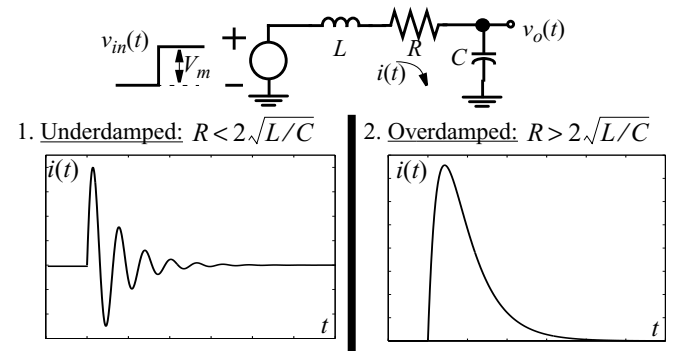 v_in(t)
V_m
+
−
L
R
i(t)
C
v_o(t)
1. Underdamped: R < 2√(L/C)
i(t)
t
2. Overdamped: R > 2√(L/C)
i(t)
t